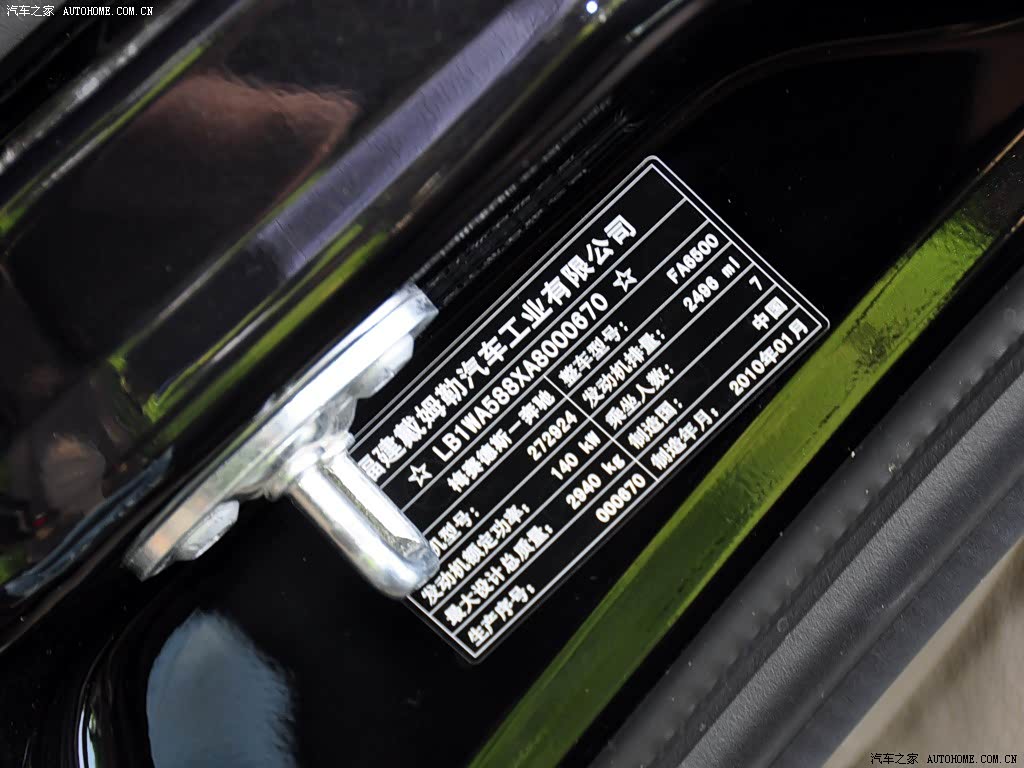 汽车之家 AUTOHOME.COM.CN
福建戴姆勒汽车工业有限公司
☆ LB1WA588XA8000670 ☆
梅赛德斯－奔驰 整车型号： FA6500
机型号： 272924 发动机排量： 2496 ml
发动机额定功率： 140 kW 乘坐人数： 7
最大设计总质量： 2940 kg 制造国： 中国
生产序号： 000670 制造年月： 2010年01月
汽车之家 AUTOHOME.COM.CN